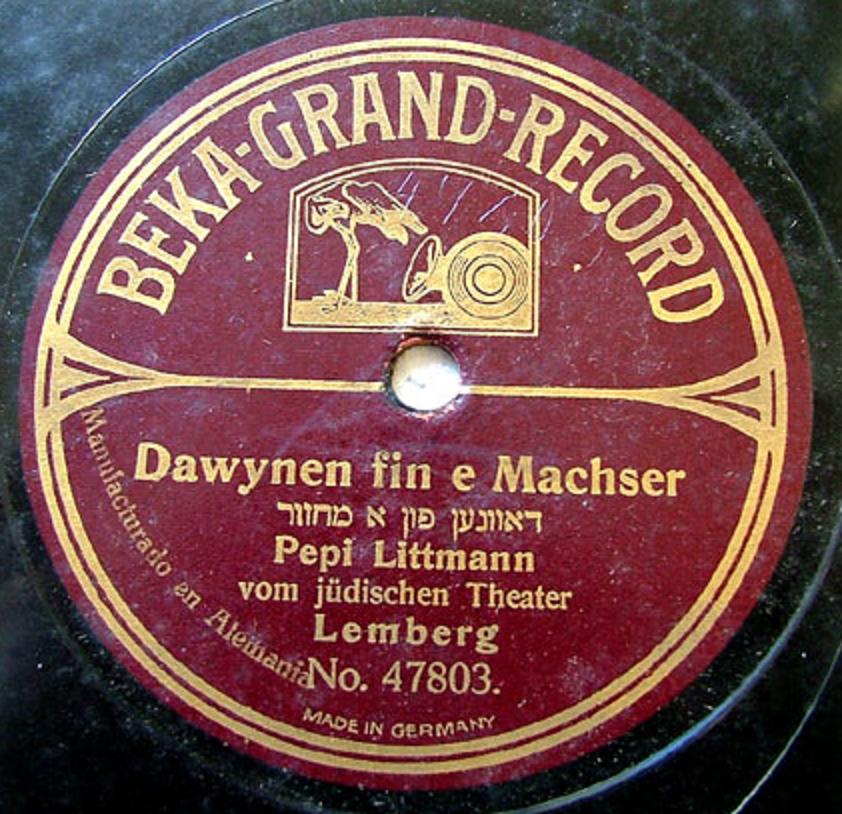 BEKA-GRAND-RECORD
Dawynen fin e Machser
דאוונען פון א מחזור
Pepi Littmann
vom jüdischen Theater
Lemberg
No. 47803.
Manufacturado en Alemania
MADE IN GERMANY